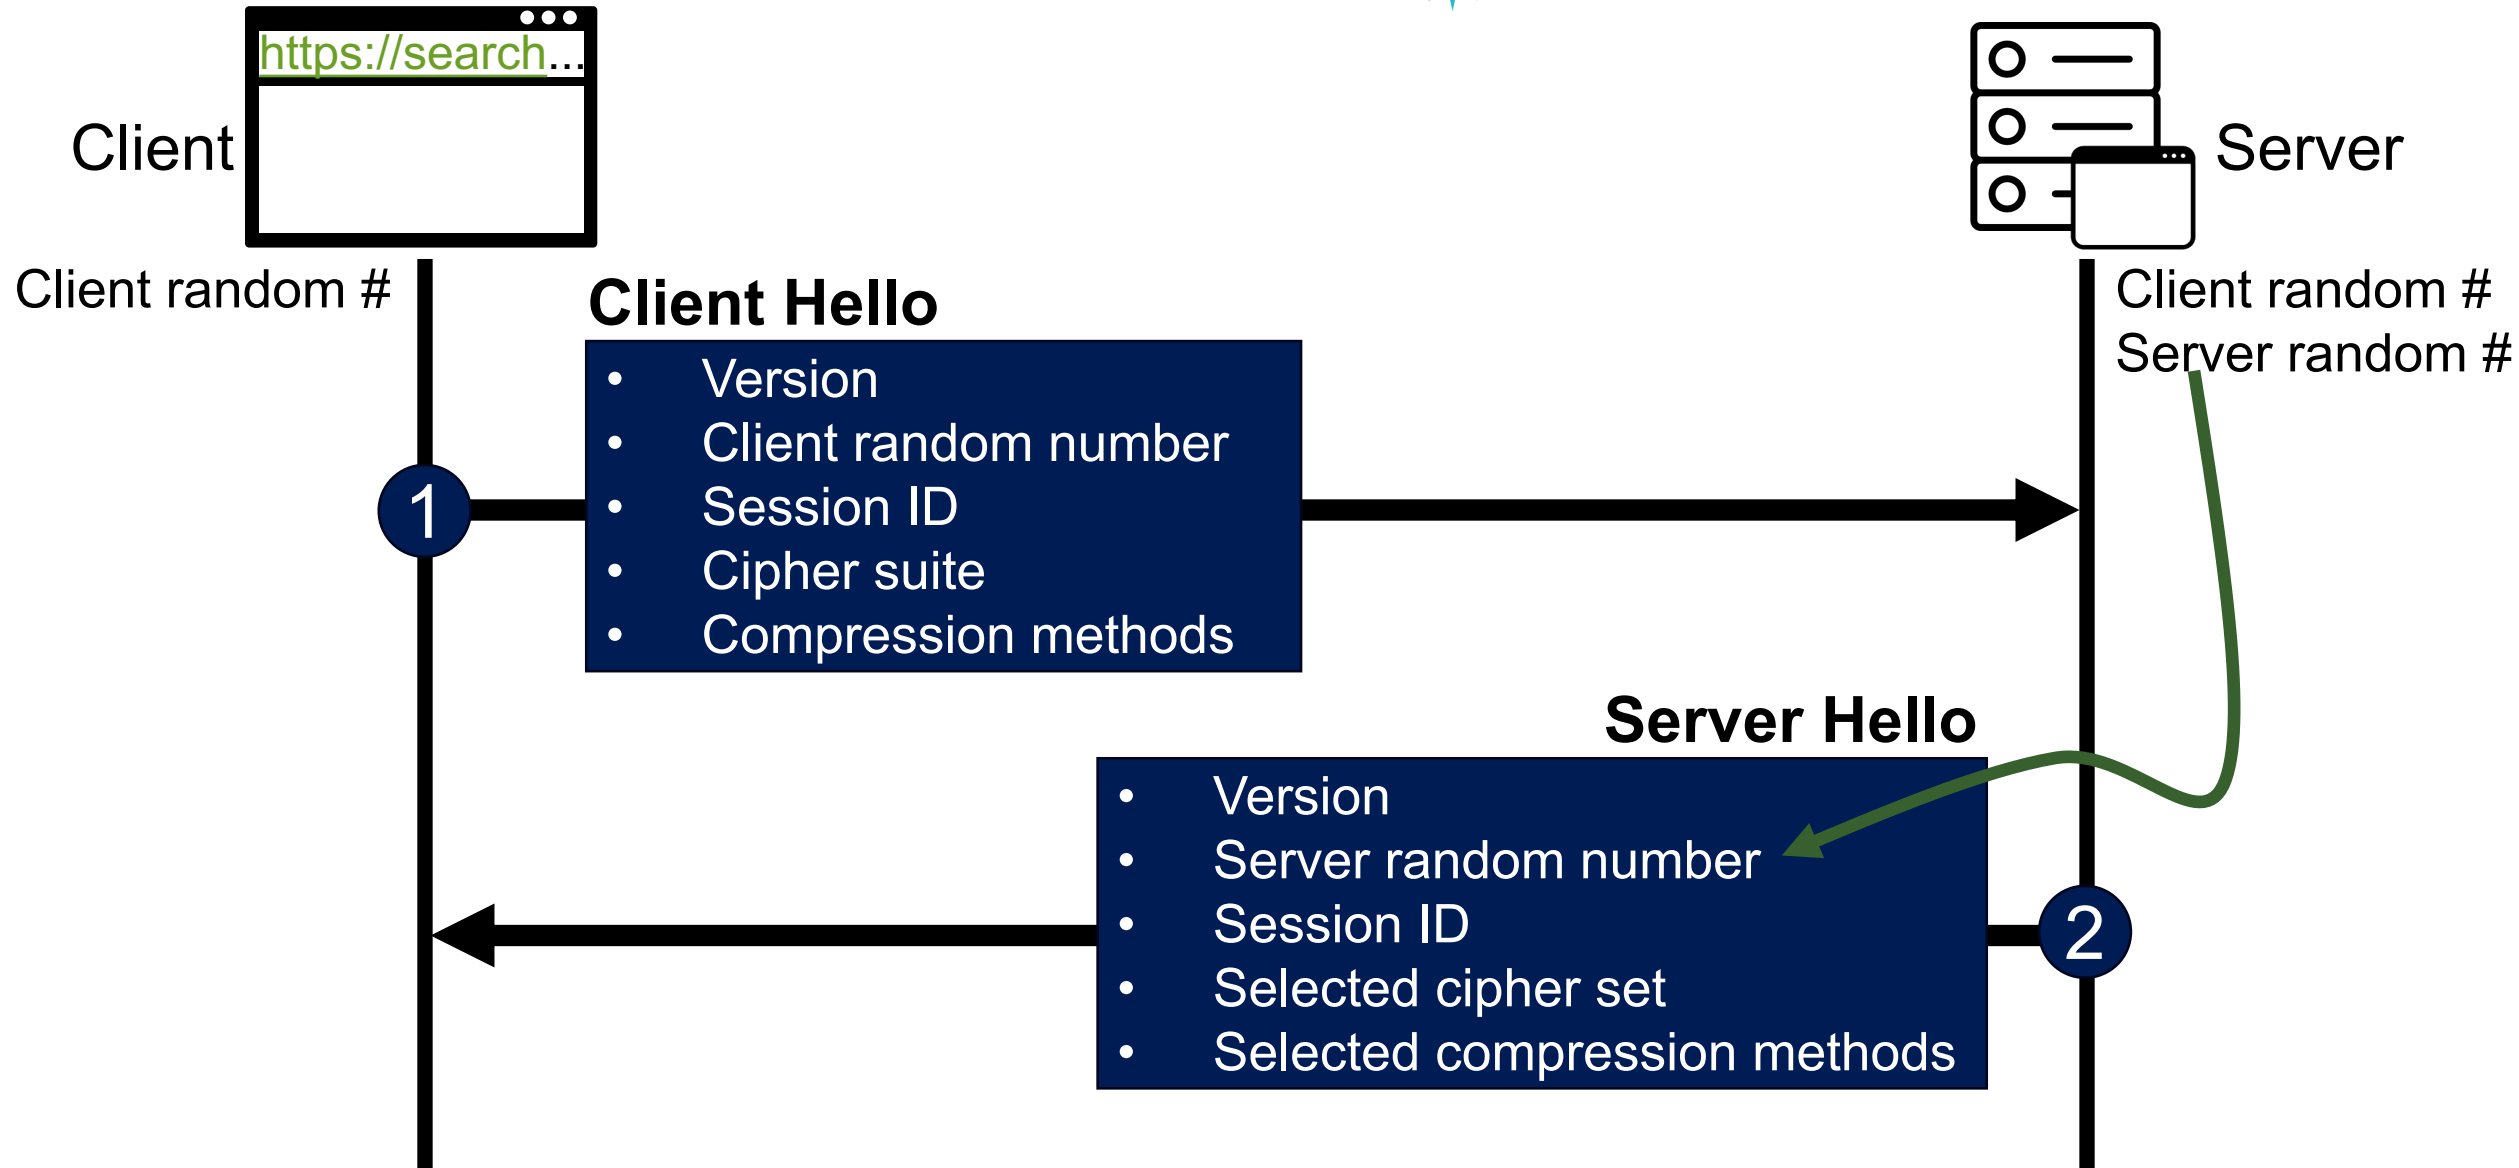 https://search...
Client
Server
Client random #
Client Hello
Client random #
Server random #
• Version
• Client random number
• Session ID
• Cipher suite
• Compression methods
1
Server Hello
• Version
• Server random number
• Session ID
• Selected cipher set
• Selected compression methods
2